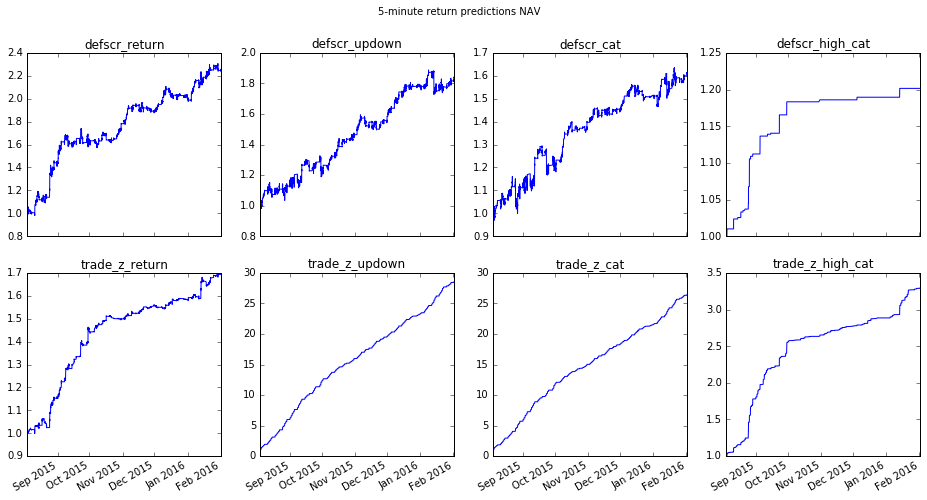 5-minute return predictions NAV
defscr_return
2.4
2.2
2.0
1.8
1.6
1.4
1.2
1.0
0.8
defscr_updown
2.0
1.8
1.6
1.4
1.2
1.0
0.8
defscr_cat
1.7
1.6
1.5
1.4
1.3
1.2
1.1
1.0
0.9
defscr_high_cat
1.25
1.20
1.15
1.10
1.05
1.00
trade_z_return
1.7
1.6
1.5
1.4
1.3
1.2
1.1
1.0
0.9
Sep 2015
Oct 2015
Nov 2015
Dec 2015
Jan 2016
Feb 2016
trade_z_updown
30
25
20
15
10
5
0
Sep 2015
Oct 2015
Nov 2015
Dec 2015
Jan 2016
Feb 2016
trade_z_cat
30
25
20
15
10
5
0
Sep 2015
Oct 2015
Nov 2015
Dec 2015
Jan 2016
Feb 2016
trade_z_high_cat
3.5
3.0
2.5
2.0
1.5
1.0
Sep 2015
Oct 2015
Nov 2015
Dec 2015
Jan 2016
Feb 2016